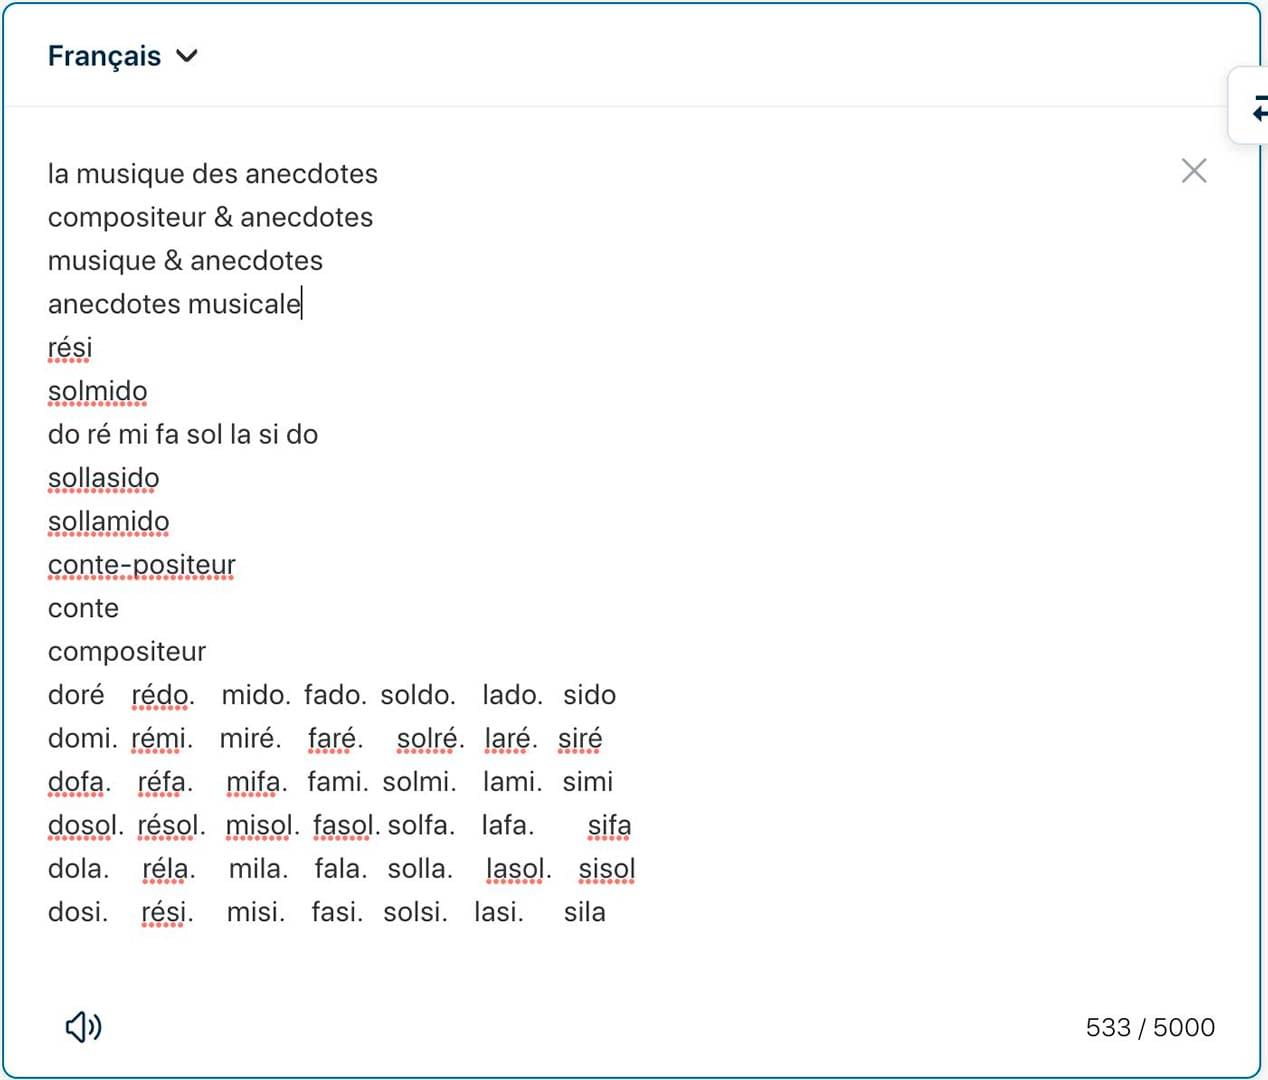 Français
la musique des anecdotes
compositeur & anecdotes
musique & anecdotes
anecdotes musicale
rési
solmido
do ré mi fa sol la si do
sollasido
sollamido
conte-positeur
conte
compositeur
doré rédo. mido. fado. soldo. lado. sido
domi. rémi. miré. faré. solré. laré. siré
dofa. réfa. mifa. fami. solmi. lami. simi
dosol. résol. misol. fasol. solfa. lafa. sifa
dola. réla. mila. fala. solla. lasol. sisol
dosi. rési. misi. fasi. solsi. lasi. sila
533 / 5000